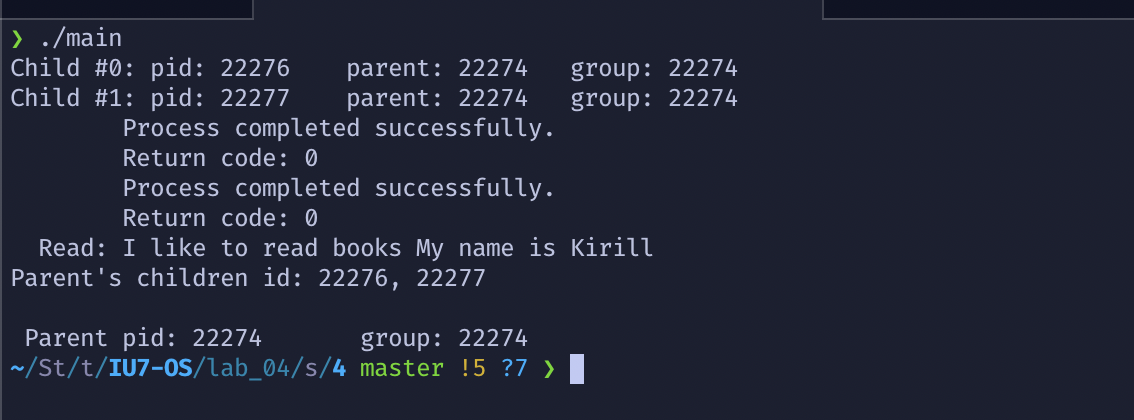 ❯ ./main
Child #0: pid: 22276    parent: 22274   group: 22274
Child #1: pid: 22277    parent: 22274   group: 22274
        Process completed successfully.
        Return code: 0
        Process completed successfully.
        Return code: 0
  Read: I like to read books My name is Kirill
Parent's children id: 22276, 22277

 Parent pid: 22274       group: 22274
~/St/t/IU7-OS/lab_04/s/4 master !5 ?7 ❯